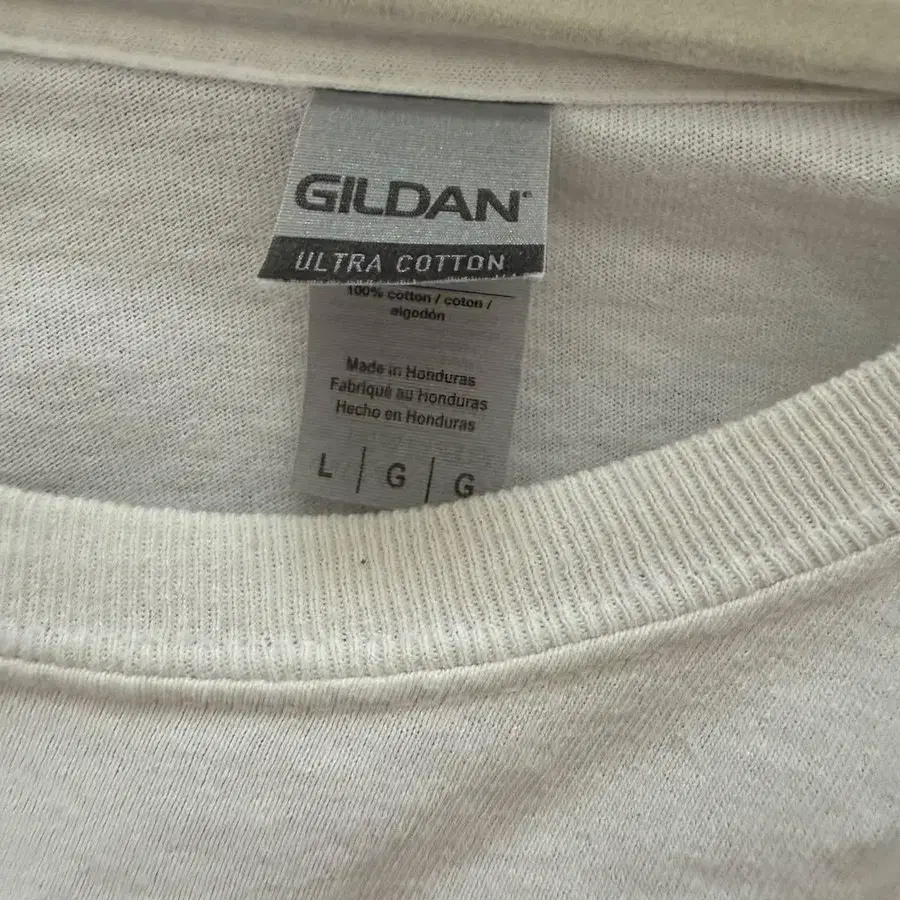 GILDAN
ULTRA COTTON
100% cotton / coton /
algodón
Made in Honduras
Fabriqué au Honduras
Hecho en Honduras
L | G | G